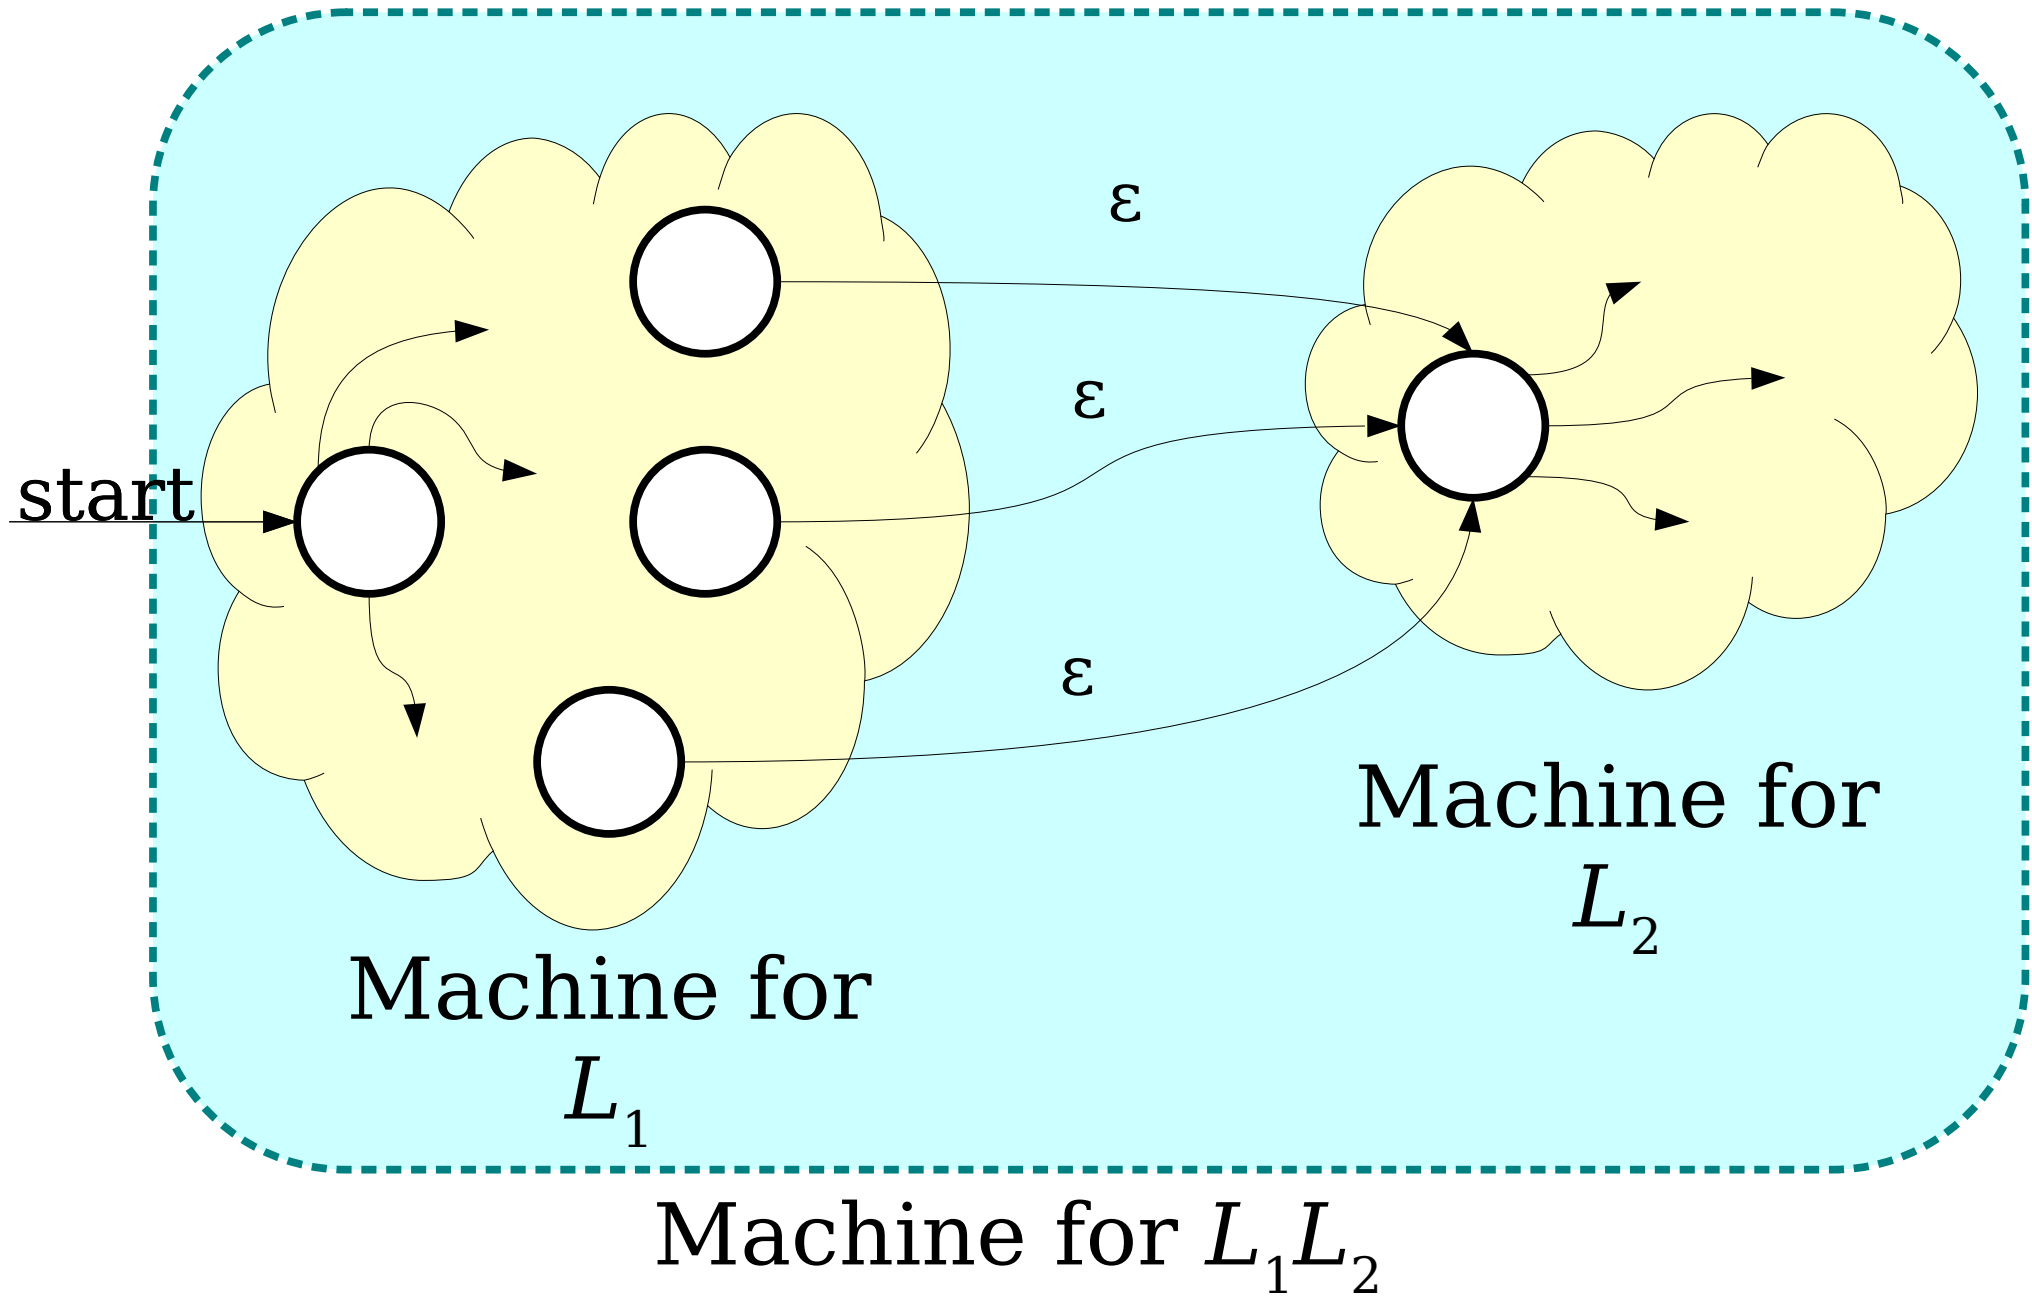 ε
ε
start
ε
Machine for
L₂
Machine for
L₁
Machine for L₁L₂